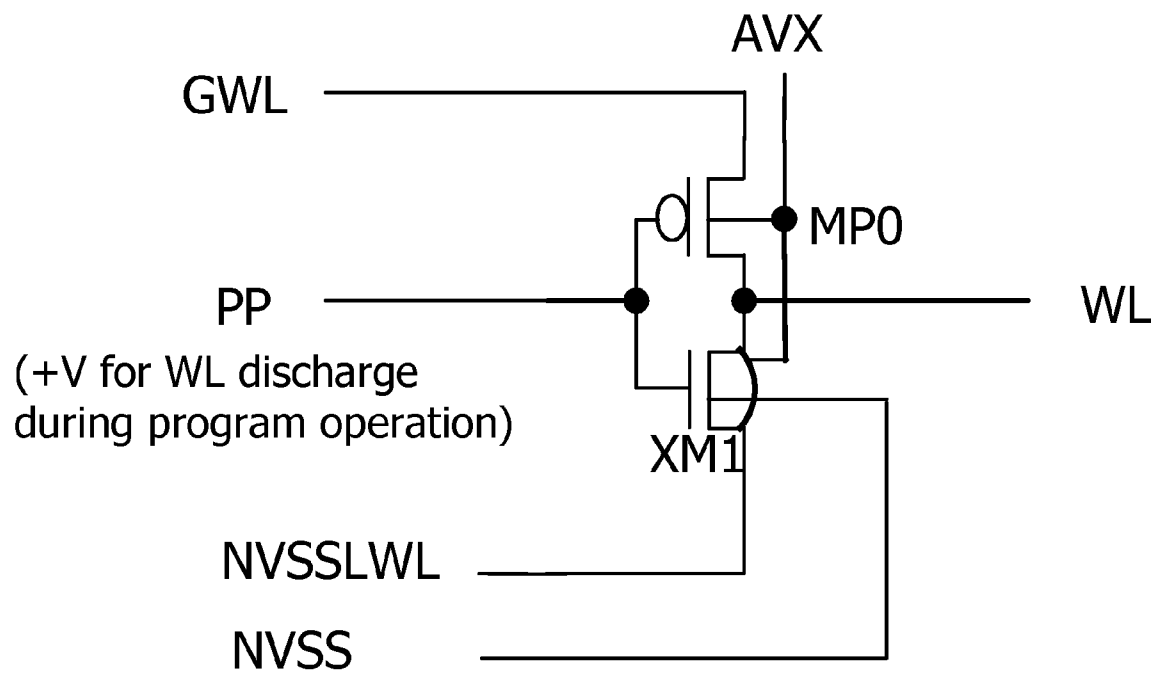 AVX
GWL
MP0
PP
WL
(+V for WL discharge
during program operation)
XM1
NVSSLWL
NVSS